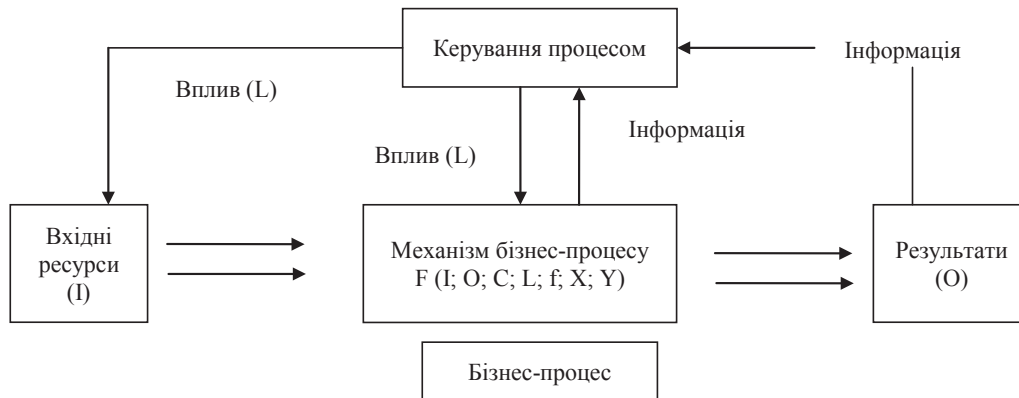 Керування процесом
Інформація
Вплив (L)
Інформація
Вплив (L)
Вхідні
ресурси
(I)
Механізм бізнес-процесу
F (I; O; C; L; f; X; Y)
Результати
(O)
Бізнес-процес